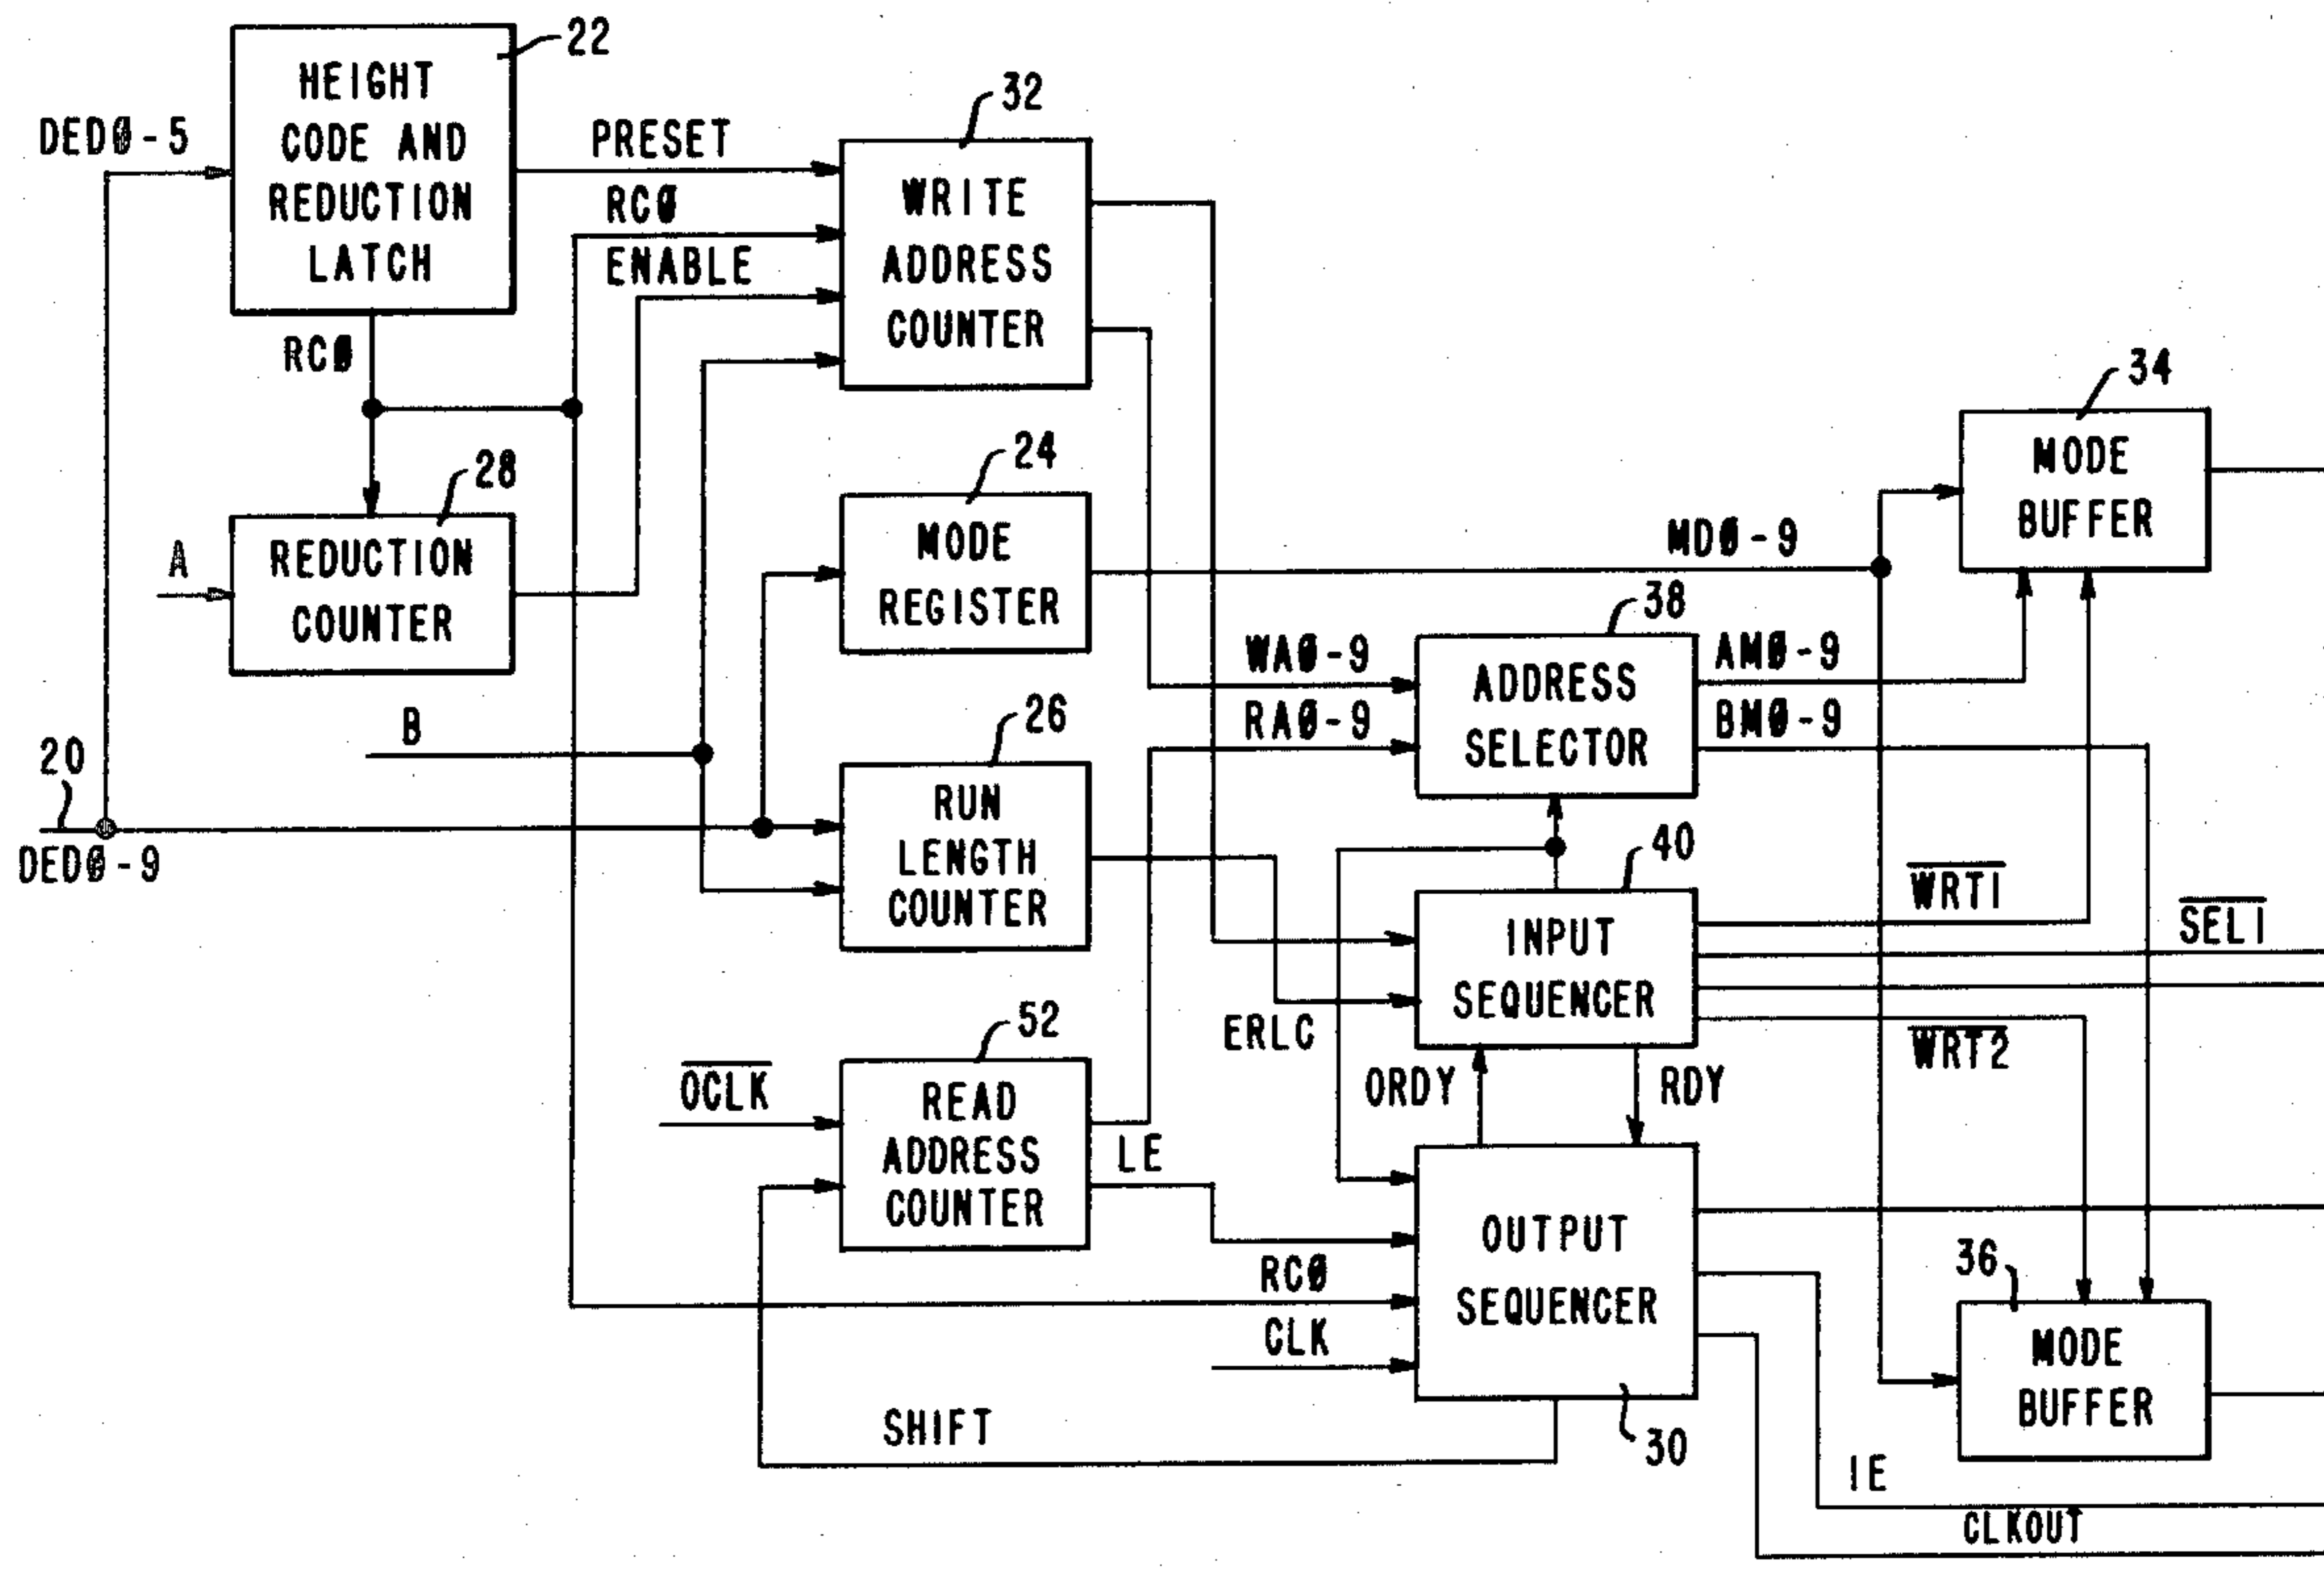 22
HEIGHT
CODE AND
REDUCTION
LATCH
DEDØ-5
PRESET
RCØ
ENABLE
32
WRITE
ADDRESS
COUNTER
RCØ
28
REDUCTION
COUNTER
A
24
MODE
REGISTER
MDØ-9
34
MODE
BUFFER
38
ADDRESS
SELECTOR
WAØ-9
RAØ-9
AMØ-9
BMØ-9
B
20
DEDØ-9
26
RUN
LENGTH
COUNTER
ERLC
40
INPUT
SEQUENCER
WRT1
SEL1
WRT2
ORDY
RDY
52
READ
ADDRESS
COUNTER
OCLK
LE
RCØ
CLK
OUTPUT
SEQUENCER
30
SHIFT
36
MODE
BUFFER
IE
CLKOUT